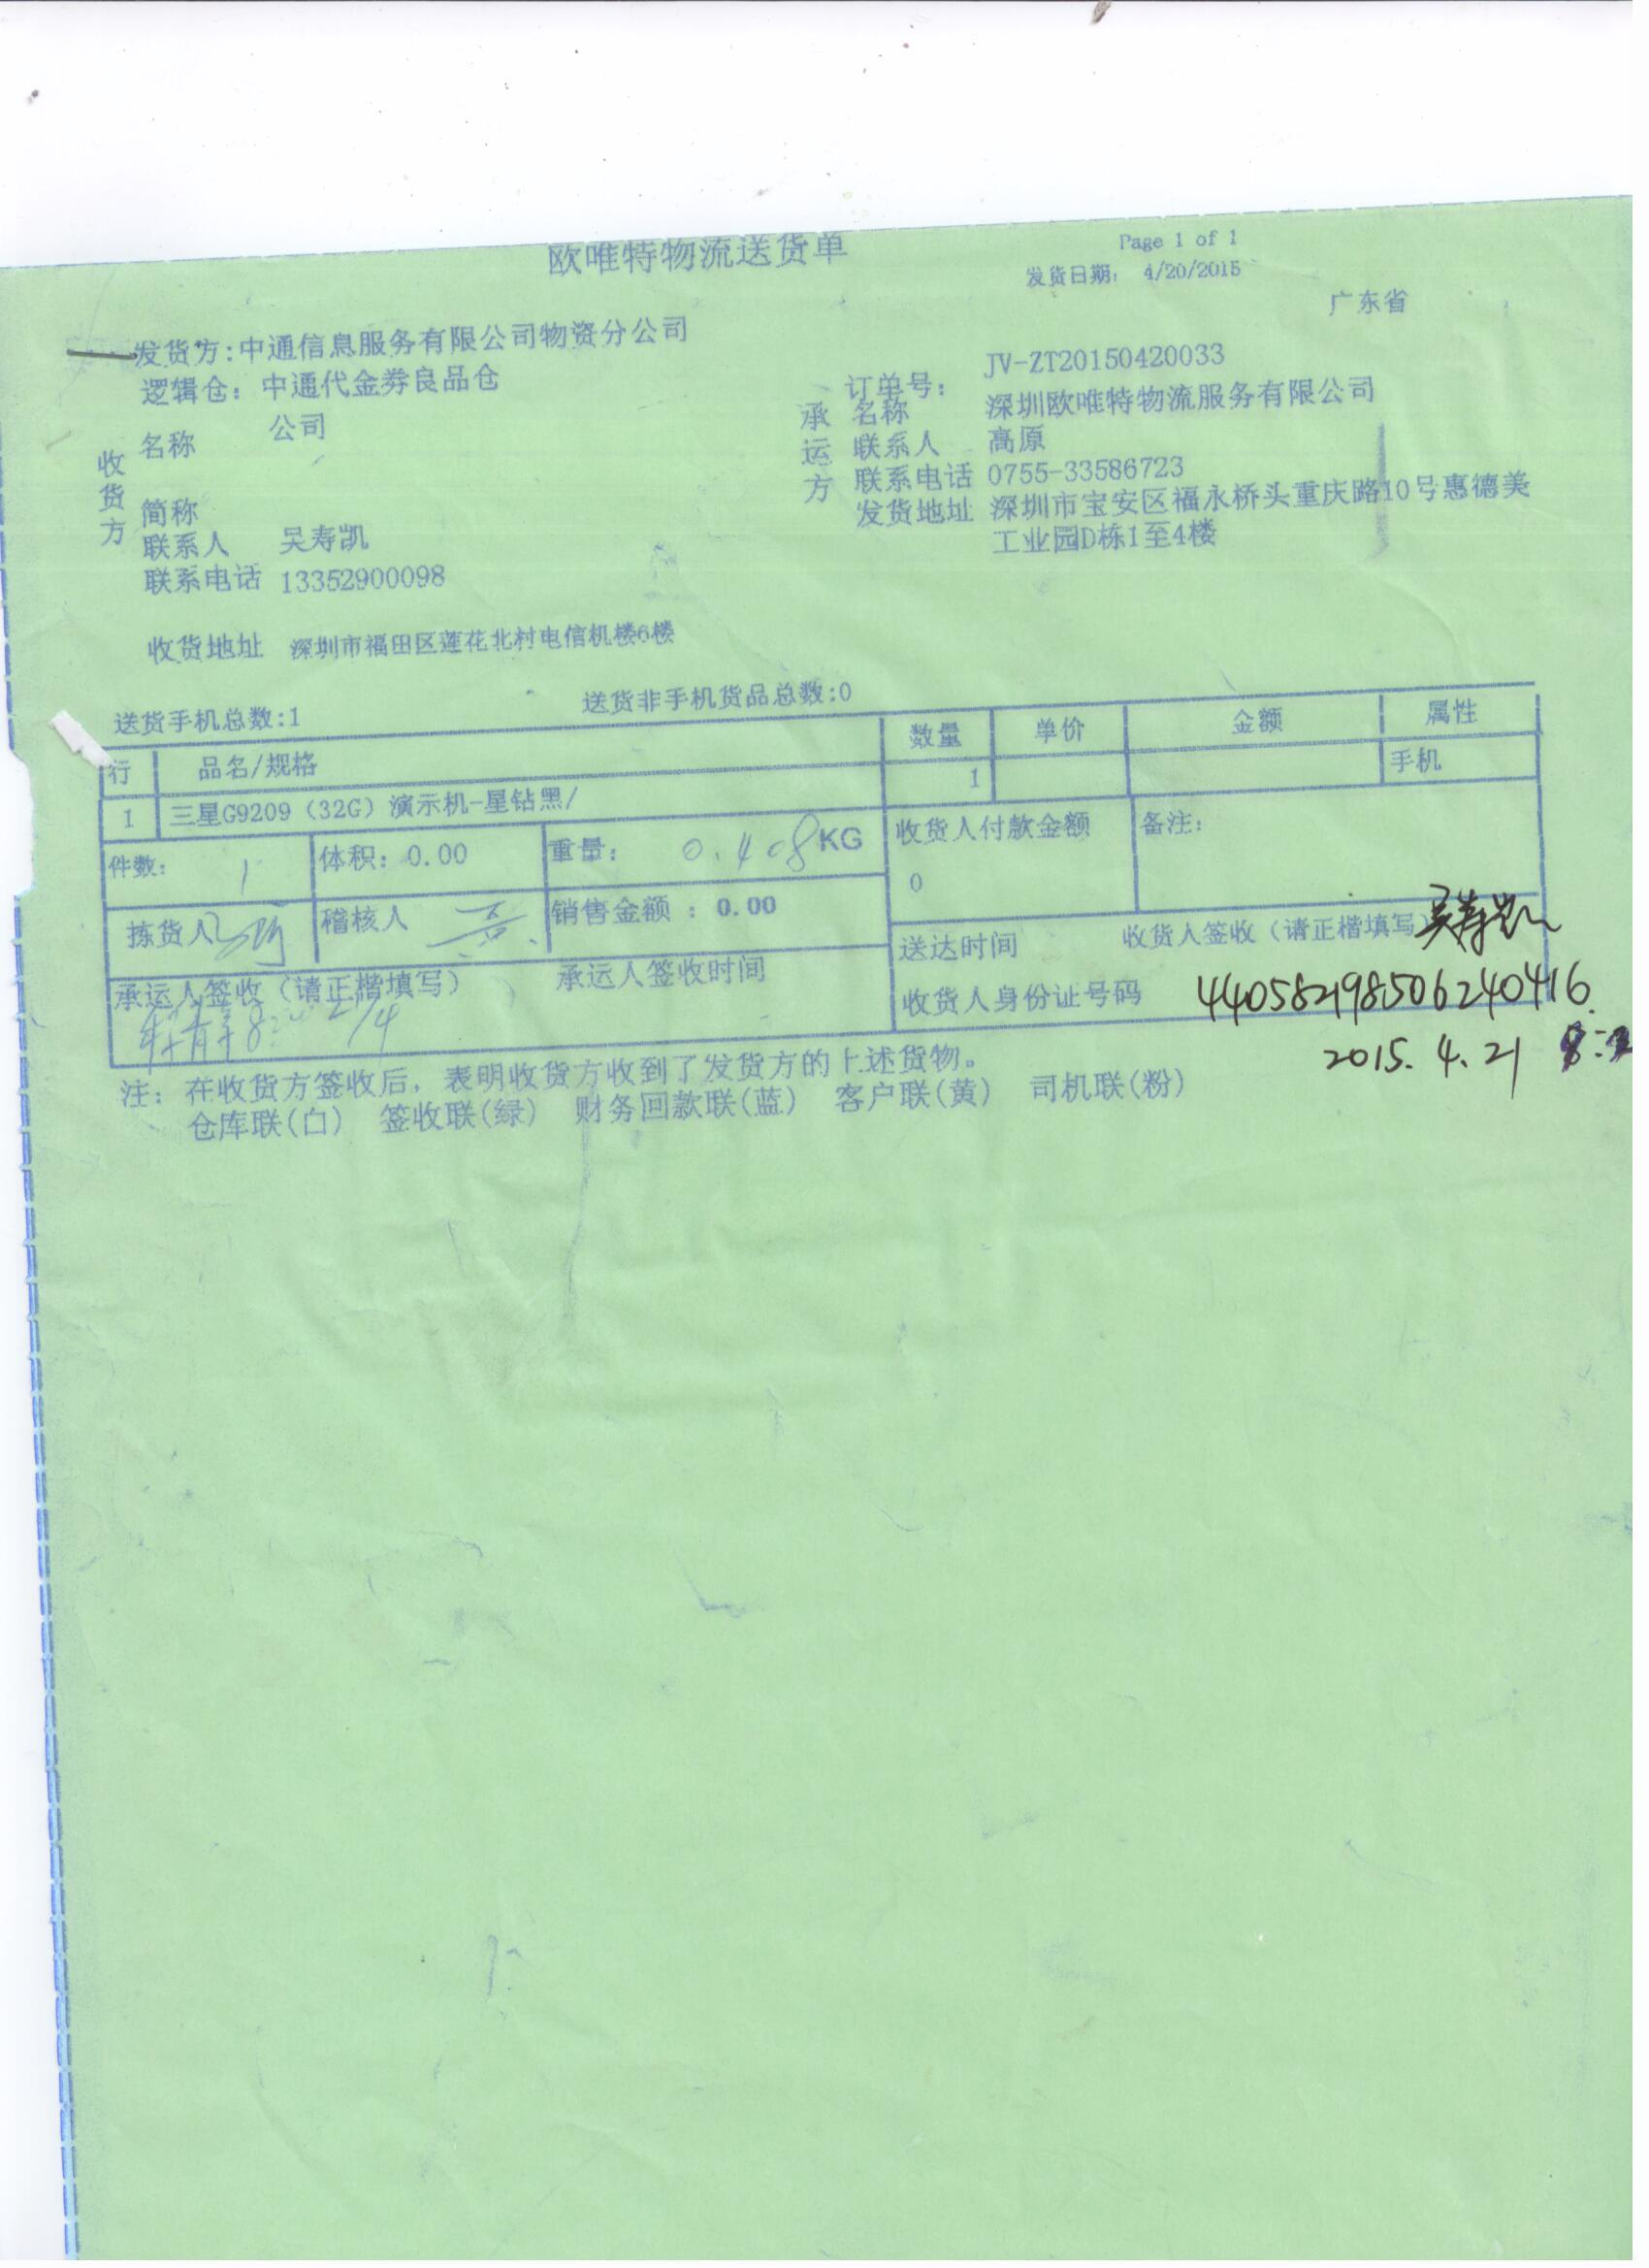 欧唯特物流送货单
Page 1 of 1
发货日期: 4/20/2015
广东省
发货方:中通信息服务有限公司物资分公司
逻辑仓: 中通代金劵良品仓
订单号: JV-ZT20150420033
收货方
名称 公司
简称
联系人 吴寿凯
联系电话 13352900098
收货地址 深圳市福田区莲花北村电信机楼6楼
承运方
名称 深圳欧唯特物流服务有限公司
联系人 高原
联系电话 0755-33586723
发货地址 深圳市宝安区福永桥头重庆路10号惠德美
工业园D栋1至4楼
送货手机总数:1 送货非手机货品总数:0
行 品名/规格 数量 单价 金额 属性
1 三星G9209（32G）演示机-星钻黑/ 1 手机
件数: 1 体积: 0.00 重量: 0.408 KG 收货人付款金额 备注:
0
拣货人 稽核人 销售金额 : 0.00
送达时间 收货人签收（请正楷填写 吴寿凯
承运人签收（请正楷填写） 承运人签收时间
收货人身份证号码 440582198506240416
2015.4.21
注: 在收货方签收后, 表明收货方收到了发货方的上述货物。
仓库联(白) 签收联(绿) 财务回款联(蓝) 客户联(黄) 司机联(粉)